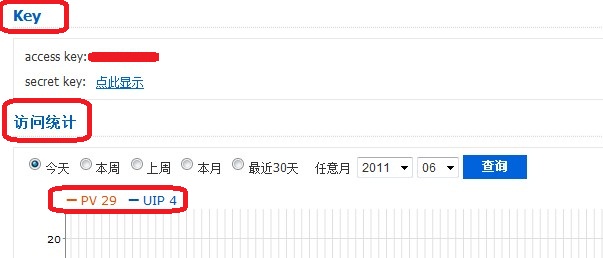 Key
access key:
secret key: 点此显示
访问统计
今天 本周 上周 本月 最近30天 任意月 2011 06 查询
PV 29 UIP 4
20